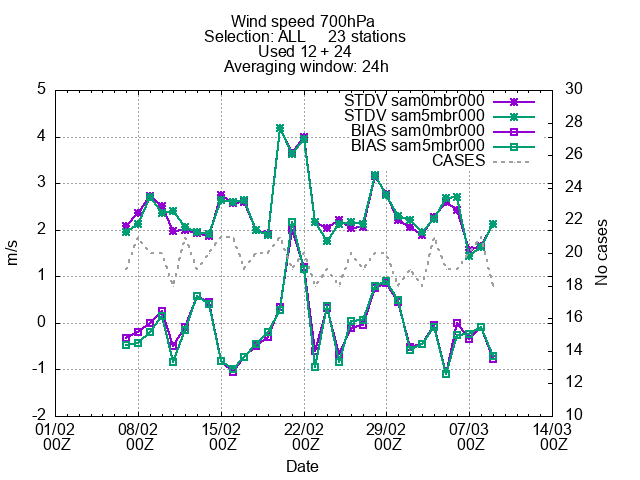 Wind speed 700hPa
Selection: ALL 23 stations
Used 12 + 24
Averaging window: 24h
STDV sam0mbr000
STDV sam5mbr000
BIAS sam0mbr000
BIAS sam5mbr000
CASES
5
4
3
2
1
0
-1
-2
m/s
30
28
26
24
22
20
18
16
14
12
10
No cases
01/02 08/02 15/02 22/02 29/02 07/03 14/03
00Z 00Z 00Z 00Z 00Z 00Z 00Z
Date